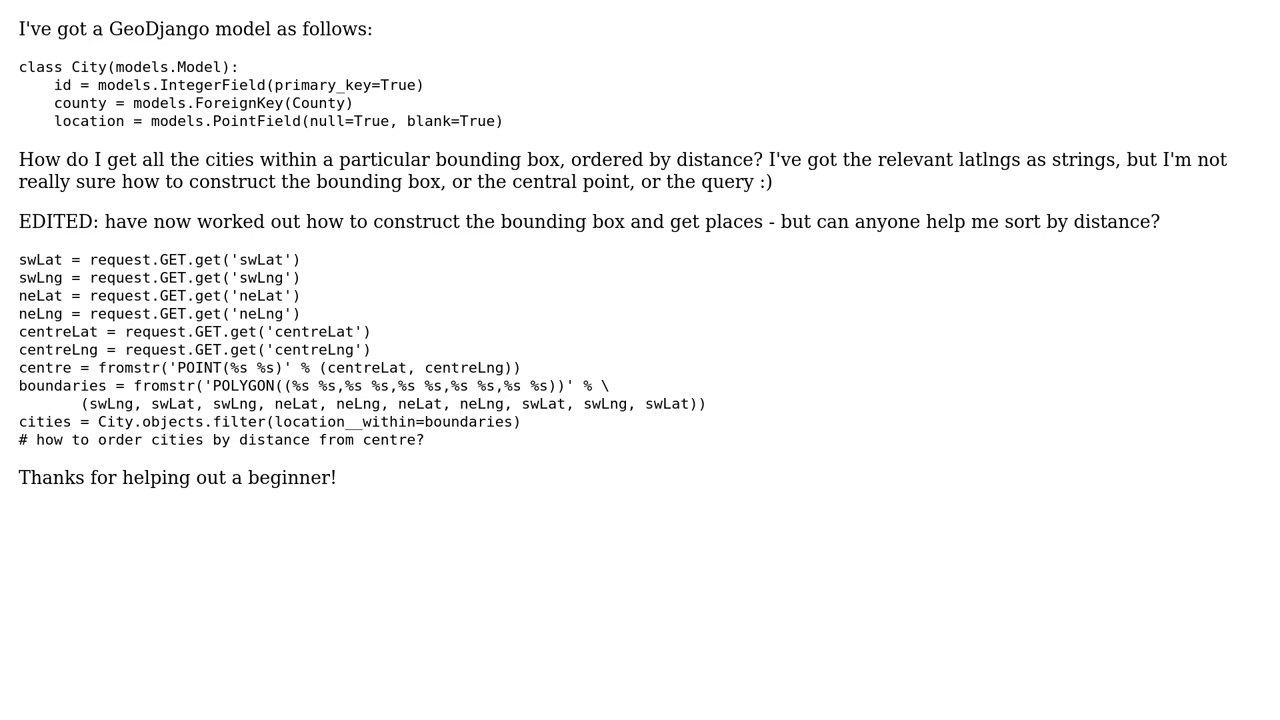 I've got a GeoDjango model as follows:
class City(models.Model):
    id = models.IntegerField(primary_key=True)
    county = models.ForeignKey(County)
    location = models.PointField(null=True, blank=True)
How do I get all the cities within a particular bounding box, ordered by distance? I've got the relevant latlngs as strings, but I'm not
really sure how to construct the bounding box, or the central point, or the query :)
EDITED: have now worked out how to construct the bounding box and get places - but can anyone help me sort by distance?
swLat = request.GET.get('swLat')
swLng = request.GET.get('swLng')
neLat = request.GET.get('neLat')
neLng = request.GET.get('neLng')
centreLat = request.GET.get('centreLat')
centreLng = request.GET.get('centreLng')
centre = fromstr('POINT(%s %s)' % (centreLat, centreLng))
boundaries = fromstr('POLYGON((%s %s,%s %s,%s %s,%s %s,%s %s))' % \
       (swLng, swLat, swLng, neLat, neLng, neLat, neLng, swLat, swLng, swLat))
cities = City.objects.filter(location__within=boundaries)
# how to order cities by distance from centre?
Thanks for helping out a beginner!